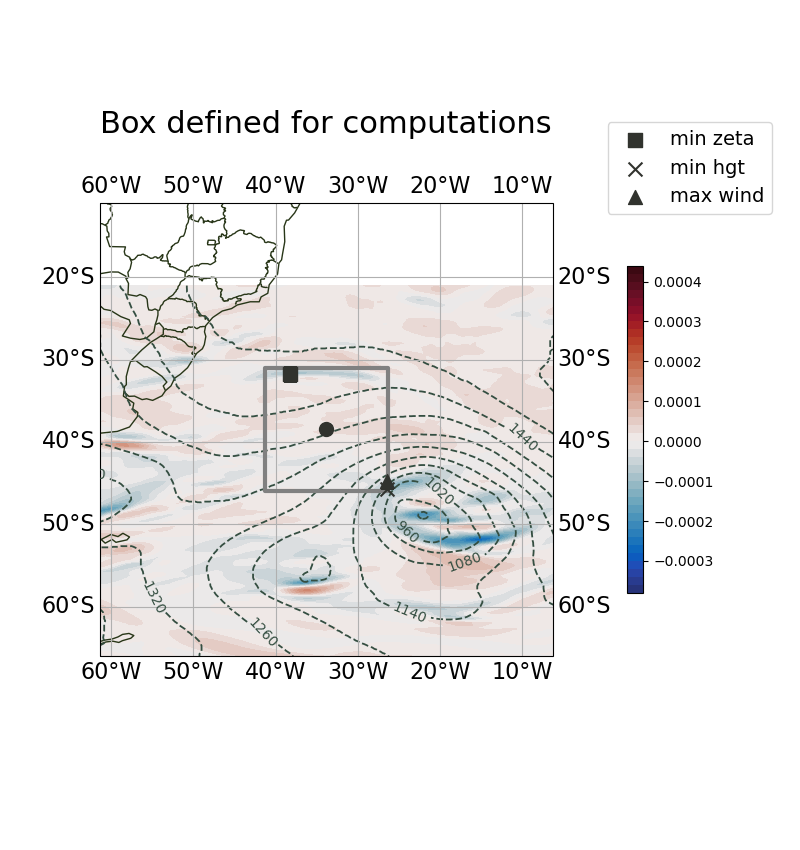 Box defined for computations
min zeta
min hgt
max wind
60°W 50°W 40°W 30°W 20°W 10°W
20°S 20°S
30°S 30°S
40°S 40°S
50°S 50°S
60°S 60°S
60°W 50°W 40°W 30°W 20°W 10°W
1440
1020
960
1080
1140
1320
1260
0
0.0004
0.0003
0.0002
0.0001
0.0000
−0.0001
−0.0002
−0.0003